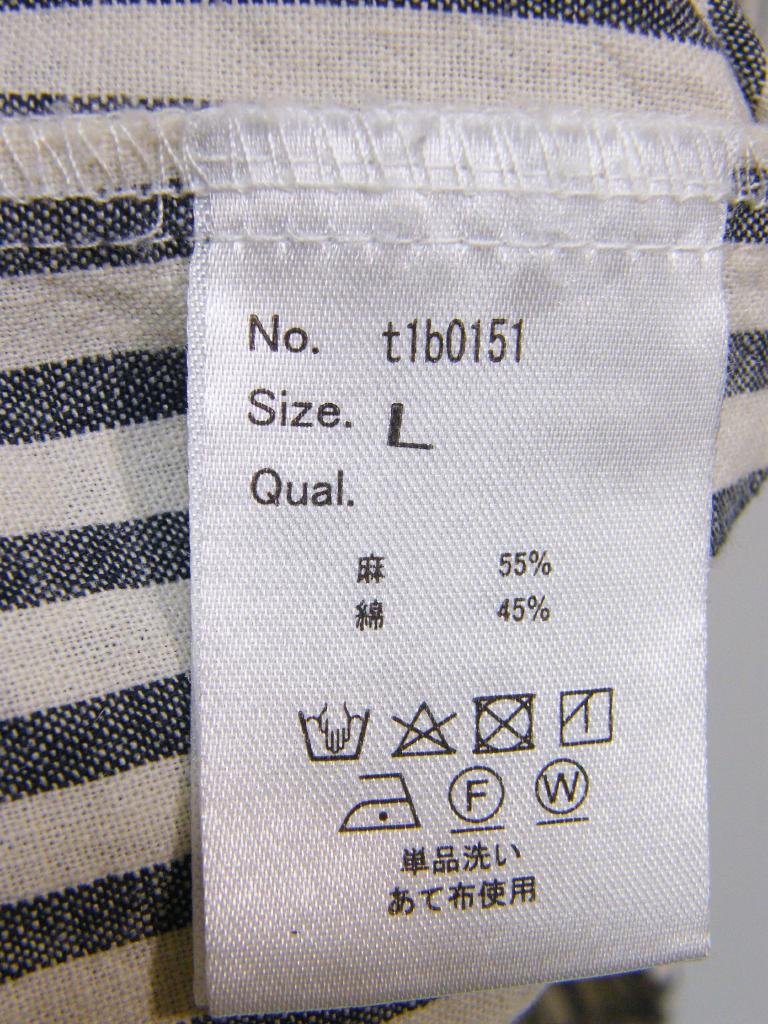 No. t1b0151
Size. L
Qual.
麻 55%
綿 45%
F W
単品洗い
あて布使用